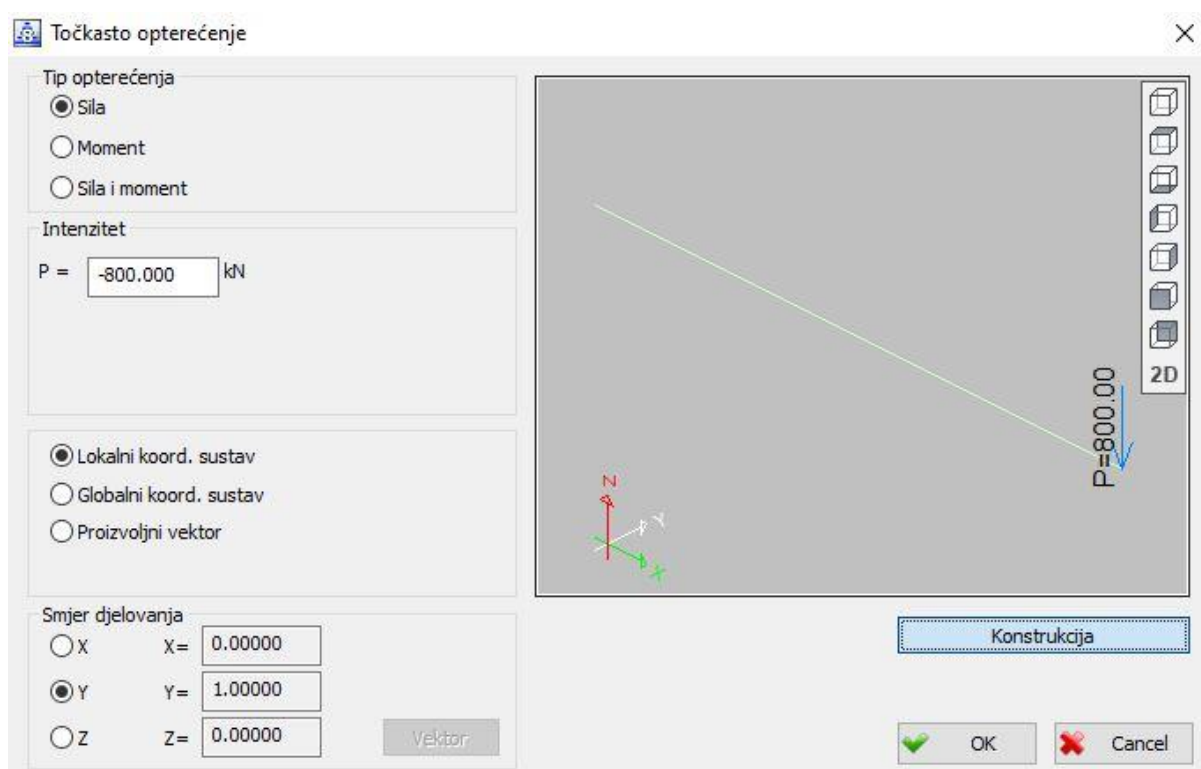 Točkasto opterećenje
Tip opterećenja
Sila
Moment
Sila i moment
Intenzitet
P = -800.000 kN
Lokalni koord. sustav
Globalni koord. sustav
Proizvoljni vektor
Smjer djelovanja
X X= 0.00000
Y Y= 1.00000
Z Z= 0.00000
Vektor
2D
P=800.00
Z
Y
X
Konstrukcija
OK
Cancel